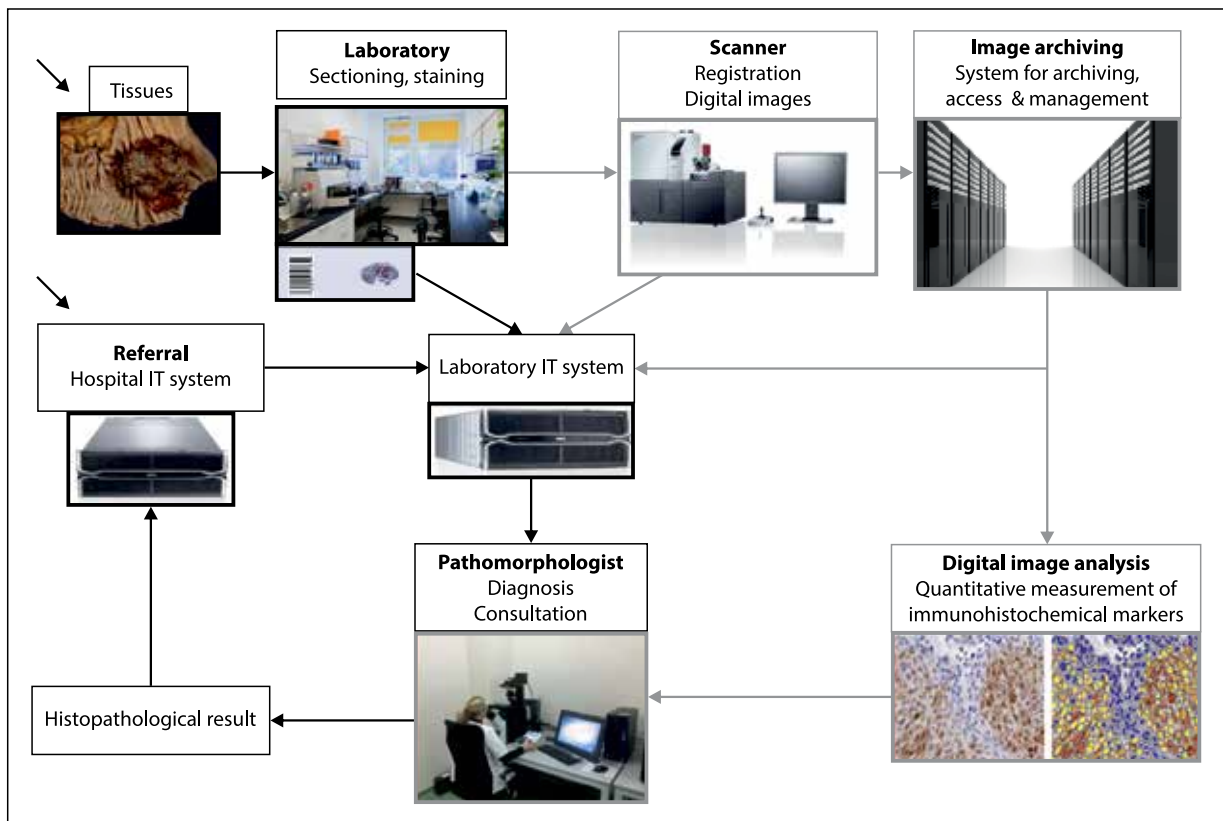 Tissues
Laboratory
Sectioning, staining
Scanner
Registration
Digital images
Image archiving
System for archiving,
access & management
Referral
Hospital IT system
Laboratory IT system
Pathomorphologist
Diagnosis
Consultation
Digital image analysis
Quantitative measurement of
immunohistochemical markers
Histopathological result